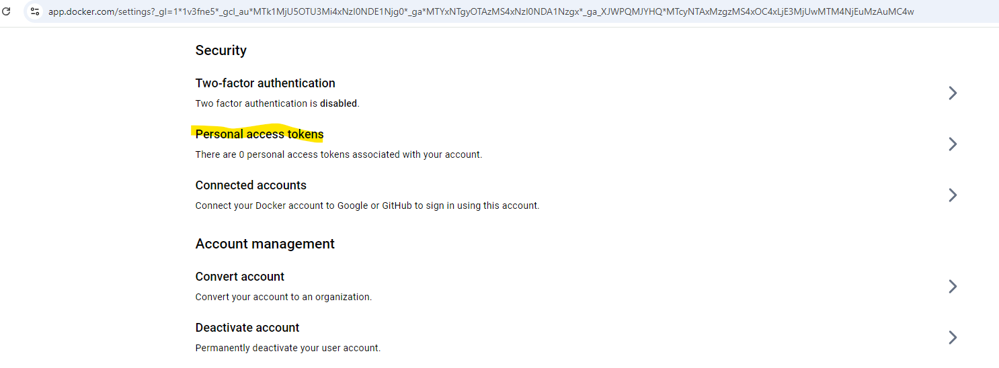 app.docker.com/settings?_gl=1*1v3fne5*_gcl_au*MTk1MjU5OTU3Mi4xNzI0NDE1Njg0*_ga*MTYxNTgyOTAzMS4xNzI0NDA1Nzgx*_ga_XJWPQMJYHQ*MTcyNTAxMzgzMS4xOC4xLjE3MjUwMTM4NjEuMzAuMC4w
Security
Two-factor authentication
Two factor authentication is disabled.
Personal access tokens
There are 0 personal access tokens associated with your account.
Connected accounts
Connect your Docker account to Google or GitHub to sign in using this account.
Account management
Convert account
Convert your account to an organization.
Deactivate account
Permanently deactivate your user account.